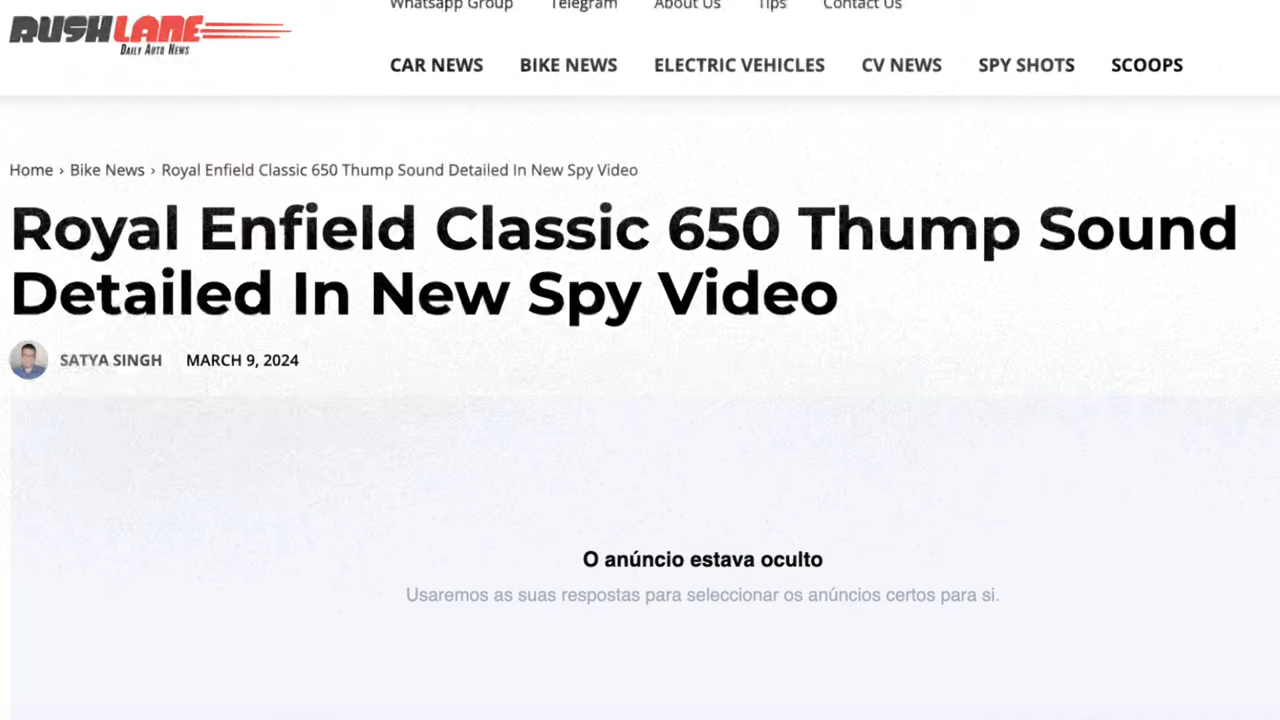 Whatsapp Group Telegram About Us Tips Contact Us
RUSHLANE
DAILY AUTO NEWS
CAR NEWS BIKE NEWS ELECTRIC VEHICLES CV NEWS SPY SHOTS SCOOPS
Home › Bike News › Royal Enfield Classic 650 Thump Sound Detailed In New Spy Video
Royal Enfield Classic 650 Thump Sound
Detailed In New Spy Video
SATYA SINGH MARCH 9, 2024
O anúncio estava oculto
Usaremos as suas respostas para seleccionar os anúncios certos para si.